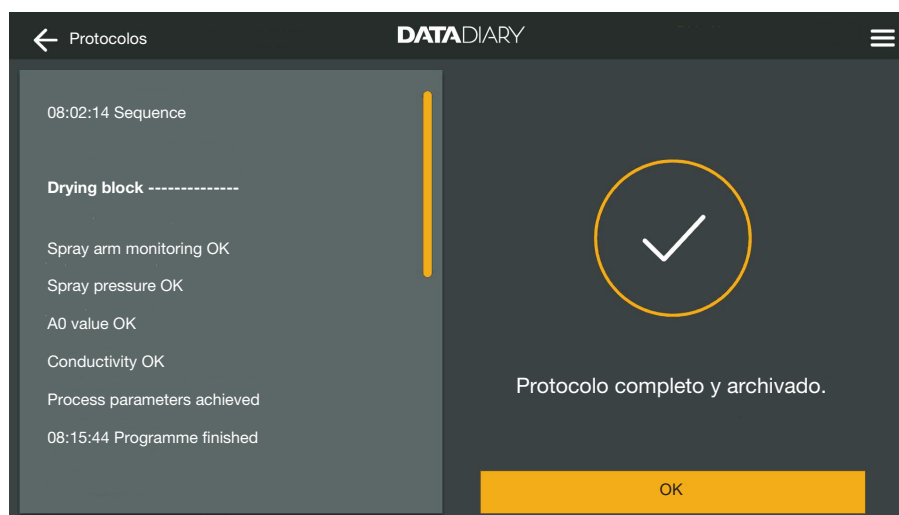 Protocolos
DATADIARY
08:02:14 Sequence
Drying block --------------
Spray arm monitoring OK
Spray pressure OK
A0 value OK
Conductivity OK
Process parameters achieved
08:15:44 Programme finished
Protocolo completo y archivado.
OK